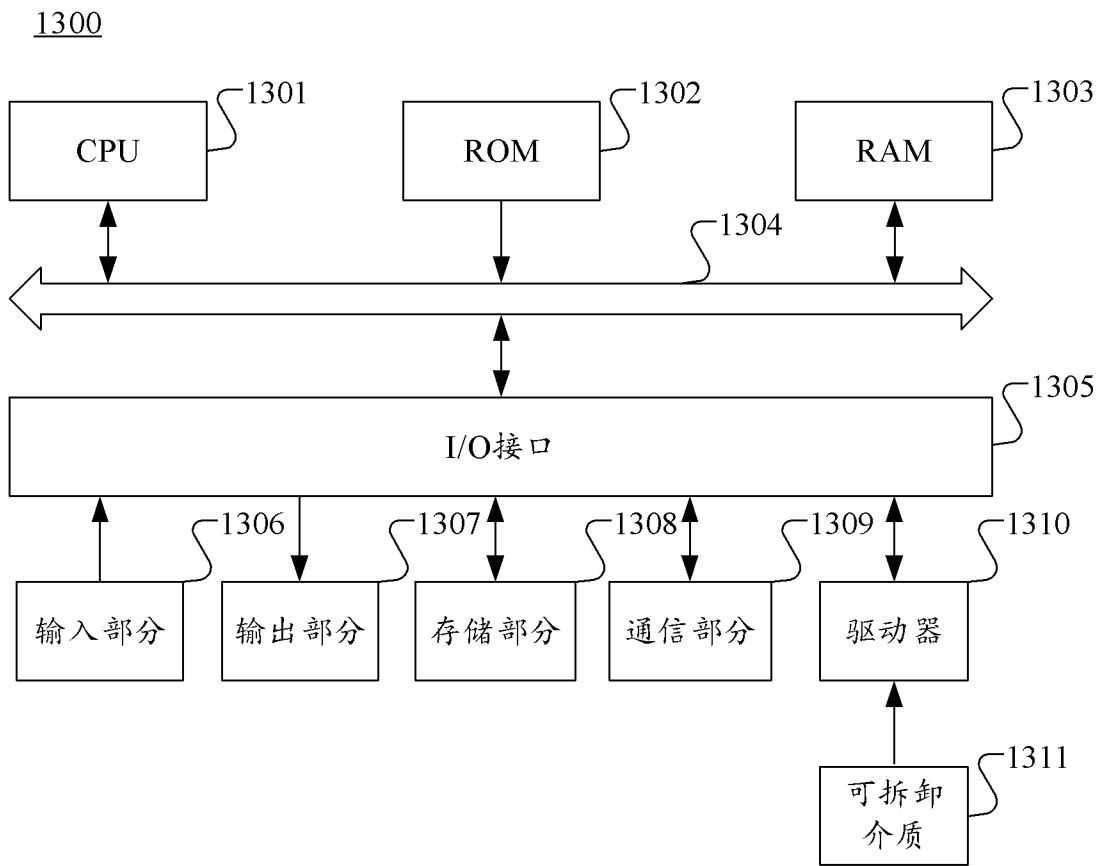 1300
1301
1302
1303
CPU
ROM
RAM
1304
1305
I/O接口
1306
1307
1308
1309
1310
输入部分
输出部分
存储部分
通信部分
驱动器
1311
可拆卸
介质